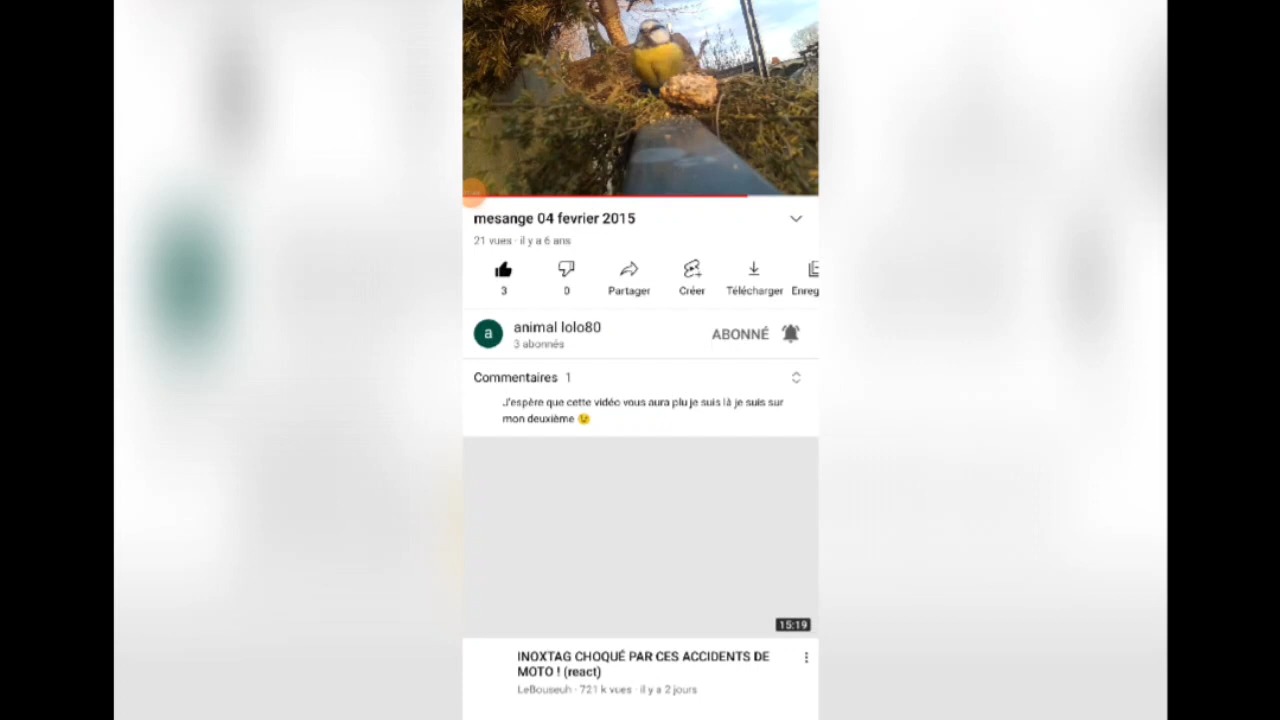 mesange 04 fevrier 2015
21 vues · il y a 6 ans
3
0
Partager
Créer
Télécharger
Enreg
a
animal lolo80
3 abonnés
ABONNÉ
Commentaires 1
J'espère que cette vidéo vous aura plu je suis là je suis sur
mon deuxième 😉
15:19
INOXTAG CHOQUÉ PAR CES ACCIDENTS DE
MOTO ! (react)
LeBouseuh · 721 k vues · il y a 2 jours